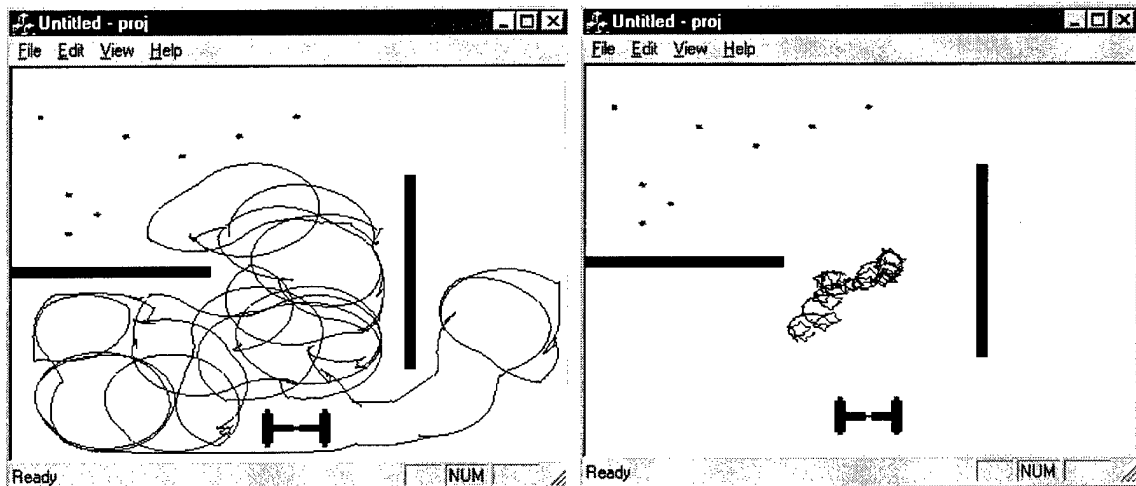 Untitled - proj
File Edit View Help
Ready
NUM
Untitled - proj
File Edit View Help
Ready
NUM